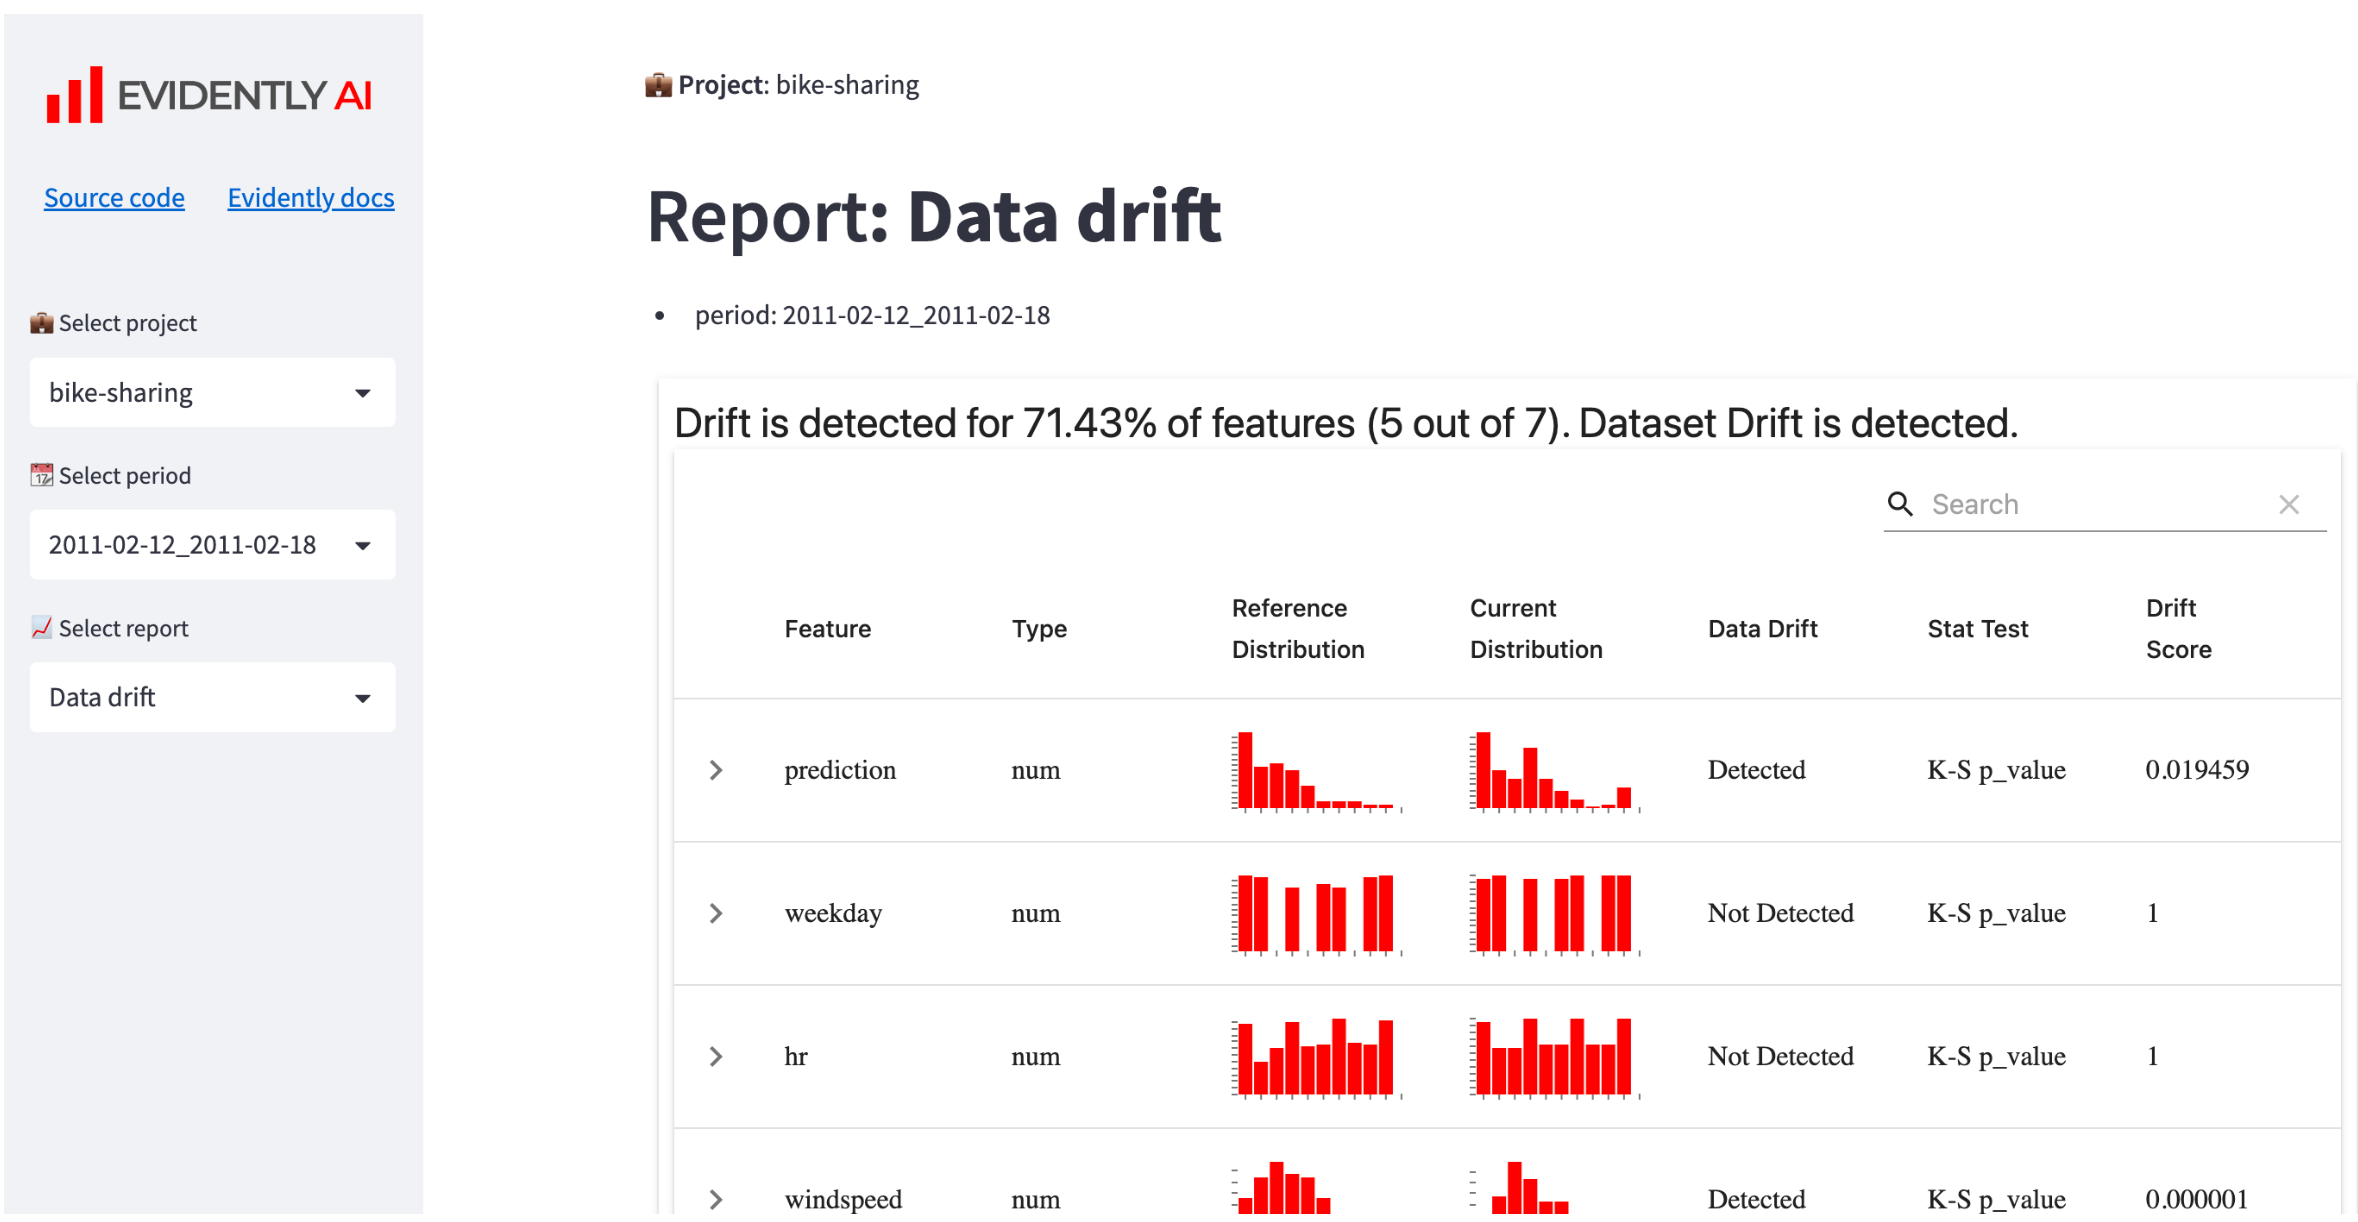 EVIDENTLY AI
Source code Evidently docs
Select project
bike-sharing
17
Select period
2011-02-12_2011-02-18
Select report
Data drift
Project: bike-sharing
Report: Data drift
• period: 2011-02-12_2011-02-18
Drift is detected for 71.43% of features (5 out of 7). Dataset Drift is detected.
Search
Feature Type Reference Distribution Current Distribution Data Drift Stat Test Drift Score
prediction num Detected K-S p_value 0.019459
weekday num Not Detected K-S p_value 1
hr num Not Detected K-S p_value 1
windspeed num Detected K-S p_value 0.000001